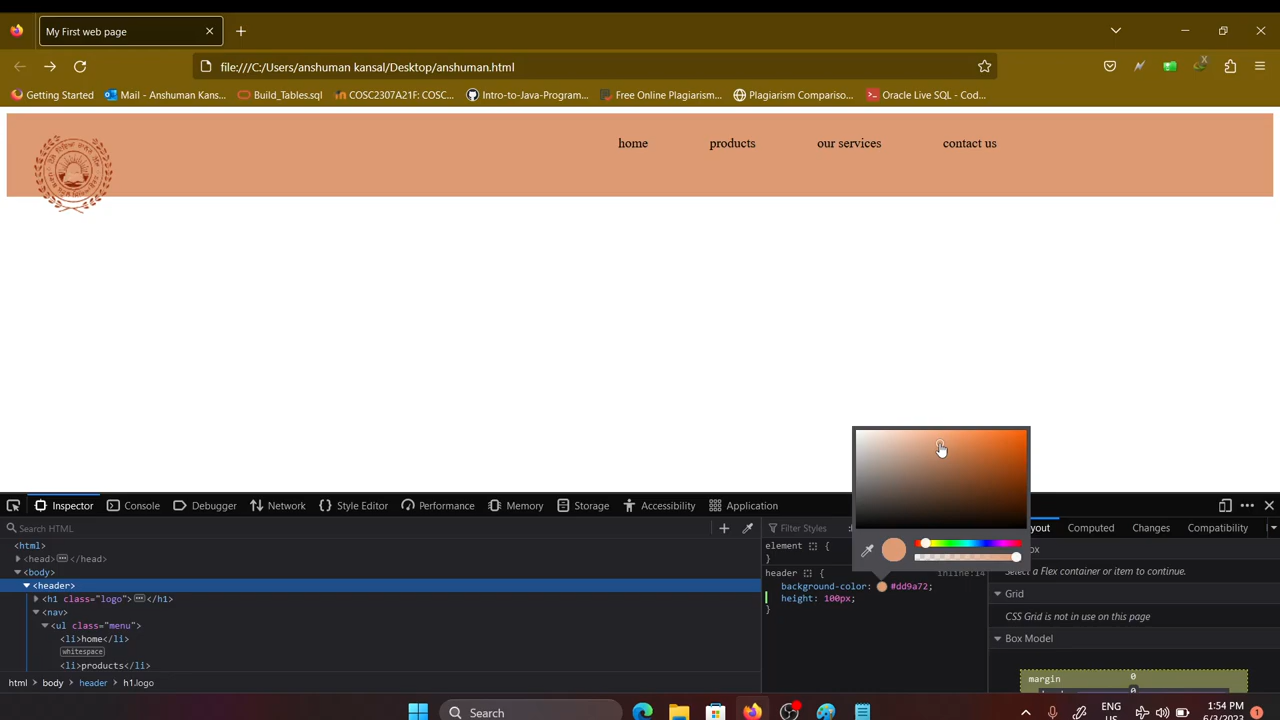 My First web page
file:///C:/Users/anshuman kansal/Desktop/anshuman.html
Getting Started
Mail - Anshuman Kans...
Build_Tables.sql
COSC2307A21F: COSC...
Intro-to-Java-Program...
Free Online Plagiarism...
Plagiarism Compariso...
Oracle Live SQL - Cod...
home
products
our services
contact us
Inspector
Console
Debugger
Network
Style Editor
Performance
Memory
Storage
Accessibility
Application
Search HTML
<html>
<head> </head>
<body>
<header>
<h1 class="logo"> </h1>
<nav>
<ul class="menu">
<li>home</li>
whitespace
<li>products</li>
html
body
header
h1.logo
Filter Styles
element {
}
header {
inline:14
background-color: #dd9a72;
height: 100px;
}
Computed
Changes
Compatibility
Select a Flex container or item to continue.
Grid
CSS Grid is not in use on this page
Box Model
margin
0
0
Search
ENG
1:54 PM